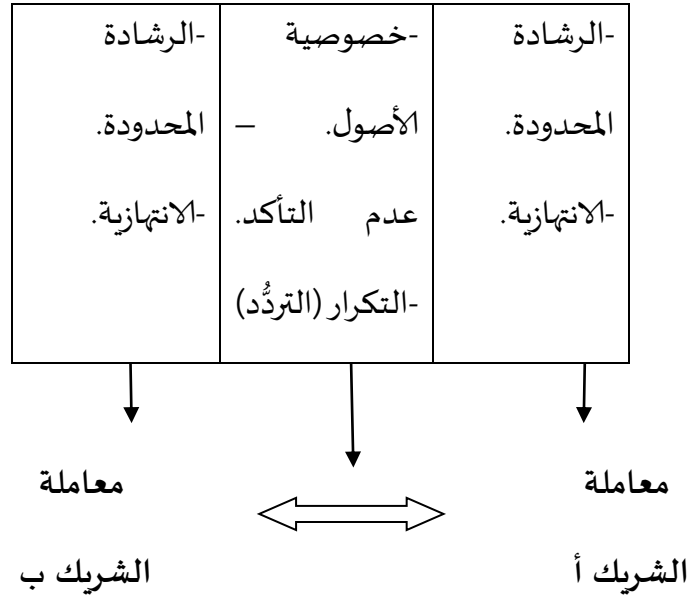 -الرشادة
المحدودة.
-الانتهازية.
-خصوصية
الأصول. –
عدم التأكد.
-التكرار (التردُّد)
-الرشادة
المحدودة.
-الانتهازية.
معاملة
الشريك أ
معاملة
الشريك ب